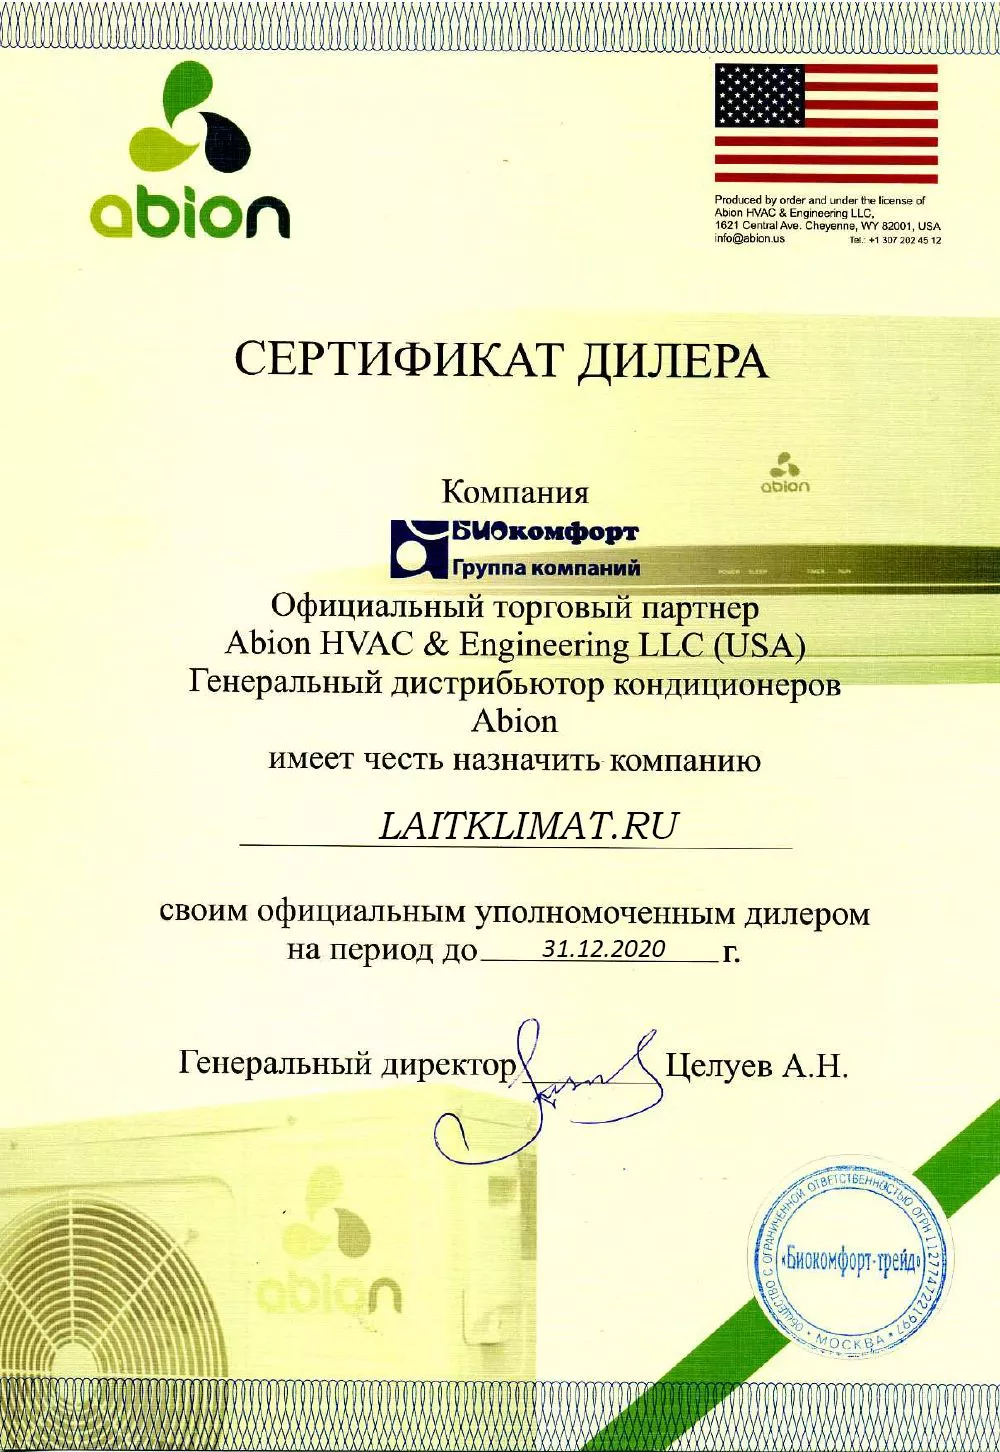 abion
Produced by order and under the license of
Abion HVAC & Engineering LLC,
1621 Central Ave. Cheyenne, WY 82001, USA
info@abion.us Tel.: +1 307 202 45 12
СЕРТИФИКАТ ДИЛЕРА
abion
Компания
БИОкомфорт
Группа компаний
POWER SLEEP TIMER RUN
Официальный торговый партнер
Abion HVAC & Engineering LLC (USA)
Генеральный дистрибьютор кондиционеров
Abion
имеет честь назначить компанию
LAITKLIMAT.RU
своим официальным уполномоченным дилером
на период до 31.12.2020 г.
Генеральный директор Целуев А.Н.
abion
ОБЩЕСТВО С ОГРАНИЧЕННОЙ ОТВЕТСТВЕННОСТЬЮ ОГРН 1127747221997
«Биокомфорт-трейд»
* МОСКВА *